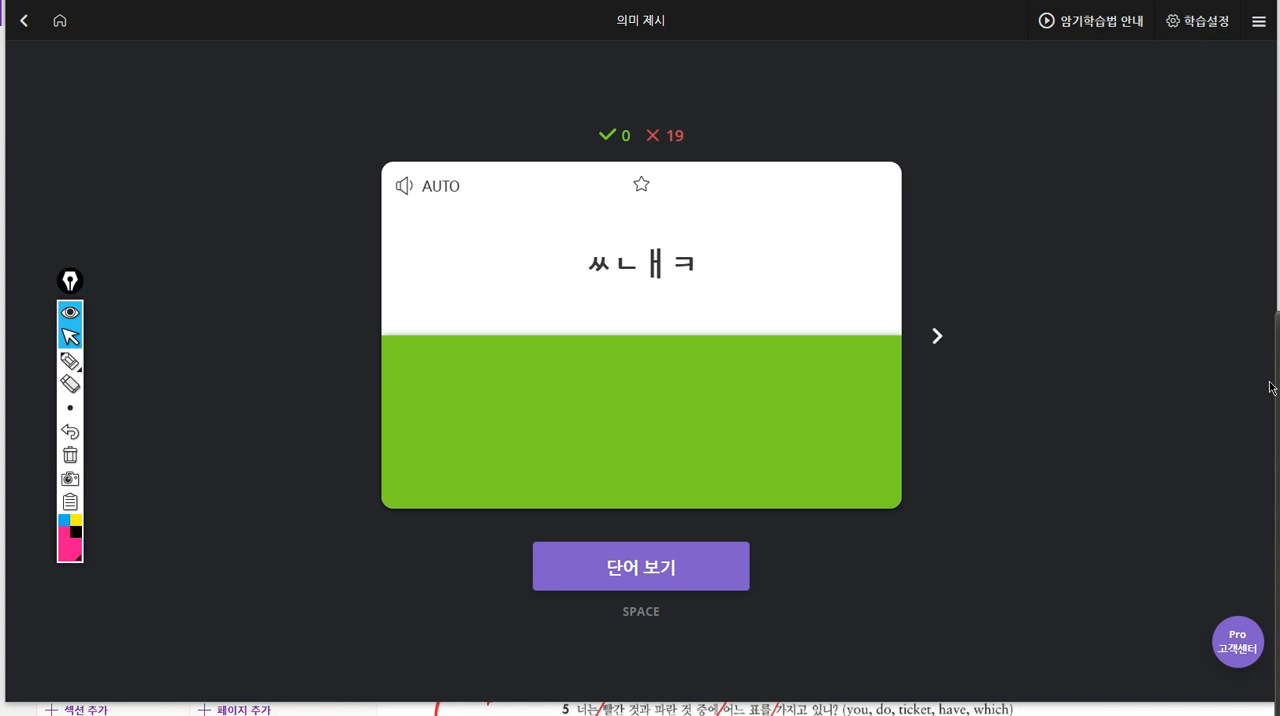 의미 제시
암기학습법 안내
학습설정
0 19
AUTO
ㅆ ㄴ ㅐ ㅋ
단어 보기
SPACE
Pro
고객센터
섹션 추가
페이지 추가
5 너는/빨간 것과 파란 것 중에/어느 표를/가지고 있니? (you, do, ticket, have, which)